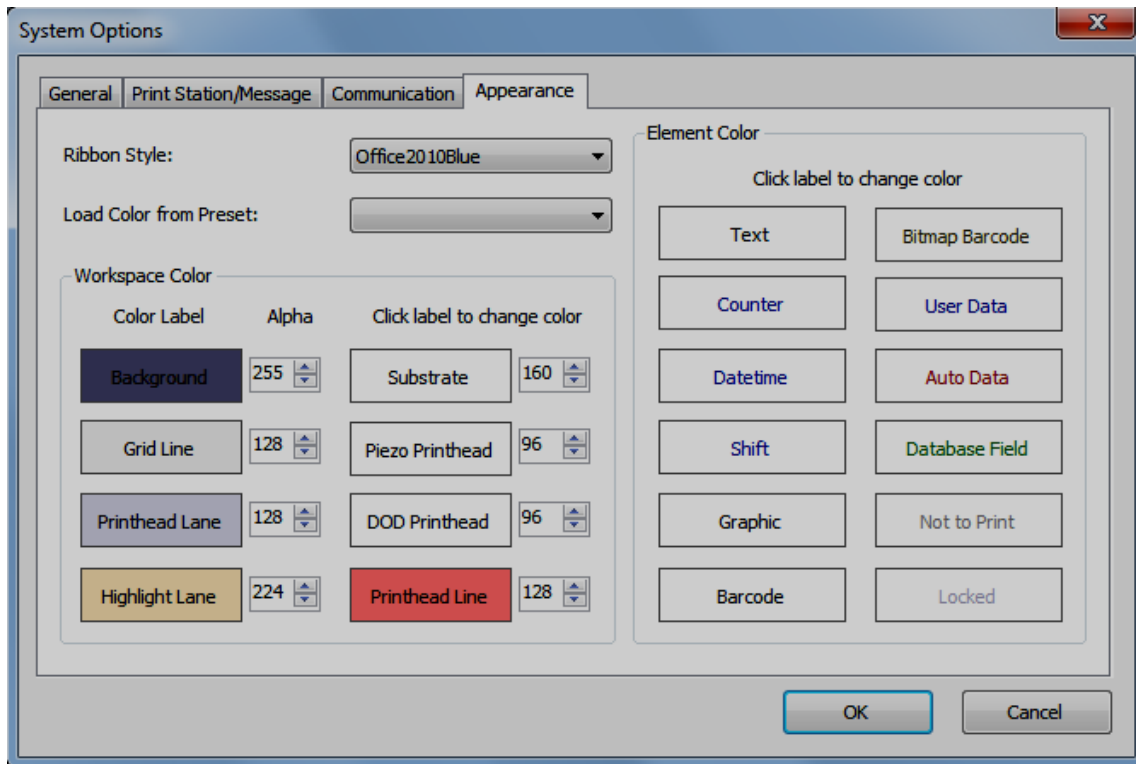 System Options
General Print Station/Message Communication Appearance
Ribbon Style: Office2010Blue
Load Color from Preset:
Workspace Color
Color Label Alpha Click label to change color
Background 255 Substrate 160
Grid Line 128 Piezo Printhead 96
Printhead Lane 128 DOD Printhead 96
Highlight Lane 224 Printhead Line 128
Element Color
Click label to change color
Text Bitmap Barcode
Counter User Data
Datetime Auto Data
Shift Database Field
Graphic Not to Print
Barcode Locked
OK Cancel